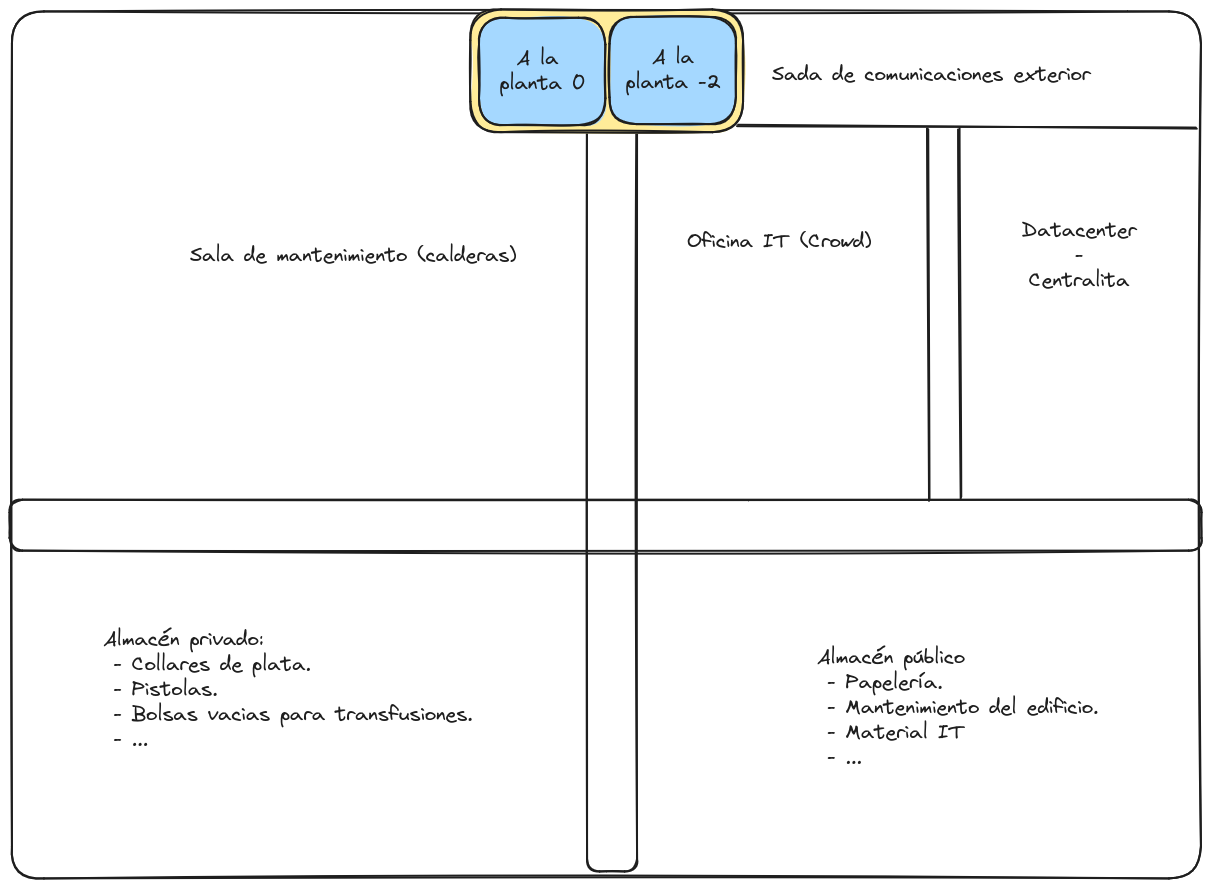 A la
planta 0
A la
planta -2
Sada de comunicaciones exterior
Sala de mantenimiento (calderas)
Oficina IT (Crowd)
Datacenter
-
Centralita
Almacén privado:
- Collares de plata.
- Pistolas.
- Bolsas vacias para transfusiones.
- ...
Almacén público
- Papelería.
- Mantenimiento del edificio.
- Material IT
- ...